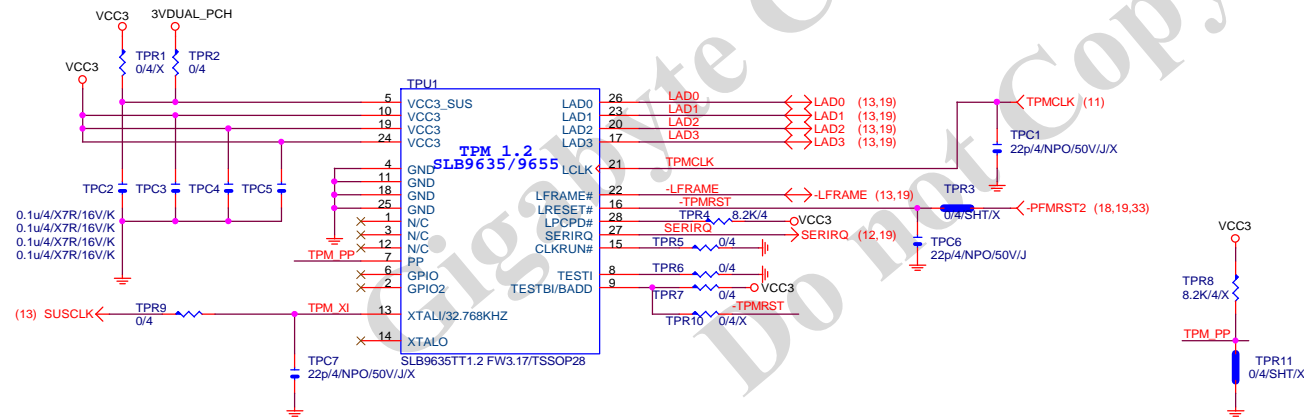 VCC3
3VDUAL_PCH
TPR1
0/4/X
TPR2
0/4
VCC3
TPU1
5 VCC3_SUS
10 VCC3
19 VCC3
24 VCC3
4 GND
11 GND
18 GND
25 GND
1 N/C
3 N/C
12 N/C
TPM_PP 7 PP
6 GPIO
2 GPIO2
13 XTALI/32.768KHZ
14 XTALO
TPM 1.2
SLB9635/9655
LAD0 26 LAD0 LAD0 (13,19)
LAD1 23 LAD1 LAD1 (13,19)
LAD2 20 LAD2 LAD2 (13,19)
LAD3 17 LAD3 LAD3 (13,19)
LCLK 21 TPMCLK
LFRAME# 22 -LFRAME -LFRAME (13,19)
LRESET# 16 -TPMRST
LPCPD# 28 TPR4 8.2K/4 VCC3
SERIRQ 27 SERIRQ SERIRQ (12,19)
CLKRUN# 15 TPR5 0/4
TESTI 8 TPR6 0/4
TESTBI/BADD 9 TPR7 0/4 VCC3
TPR10 0/4/X -TPMRST
SLB9635TT1.2 FW3.17/TSSOP28
TPC2 TPC3 TPC4 TPC5
0.1u/4/X7R/16V/K
0.1u/4/X7R/16V/K
0.1u/4/X7R/16V/K
0.1u/4/X7R/16V/K
(13) SUSCLK
TPR9
0/4
TPM_XI
TPC7
22p/4/NPO/50V/J/X
TPMCLK (11)
TPC1
22p/4/NPO/50V/J/X
TPR3
0/4/SHT/X
-PFMRST2 (18,19,33)
TPC6
22p/4/NPO/50V/J
VCC3
TPR8
8.2K/4/X
TPM_PP
TPR11
0/4/SHT/X
Gigabyte C
Do not Copy